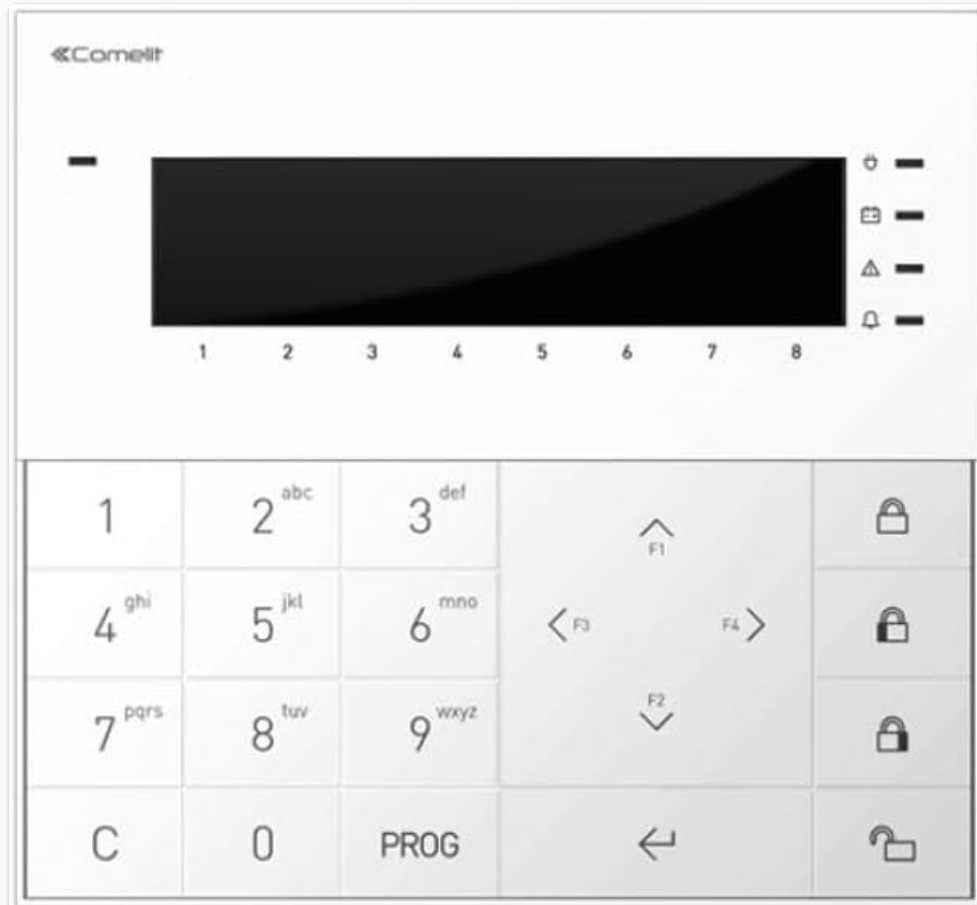 Comelit
1 2 3 4 5 6 7 8
1 2 abc 3 def
F1
4 ghi 5 jkl 6 mno F3 F4
7 pqrs 8 tuv 9 wxyz F2
C 0 PROG